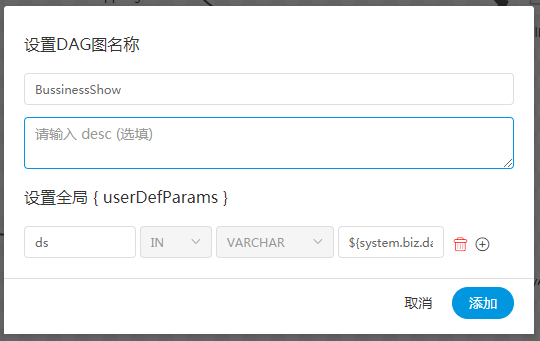 设置DAG图名称
BussinessShow
请输入 desc (选填)
设置全局 { userDefParams }
ds IN VARCHAR ${system.biz.da
取消 添加